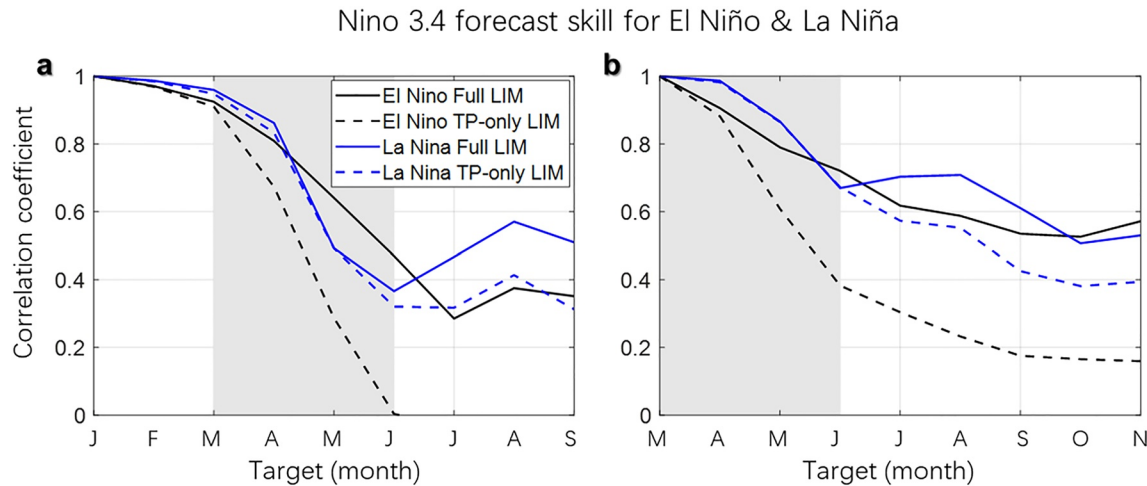 Nino 3.4 forecast skill for El Niño & La Niña
a
b
Correlation coefficient
1
0.8
0.6
0.4
0.2
0
El Nino Full LIM
El Nino TP-only LIM
La Nina Full LIM
La Nina TP-only LIM
J F M A M J J A S
Target (month)
1
0.8
0.6
0.4
0.2
0
M A M J J A S O N
Target (month)